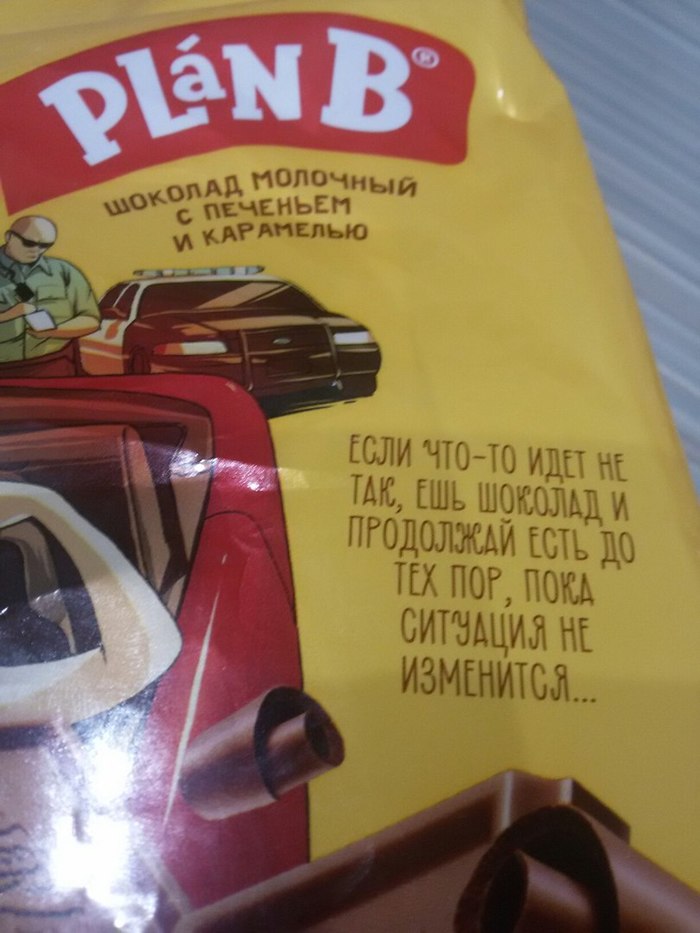 PLáN B®
ШОКОЛАД МОЛОЧНЫЙ
С ПЕЧЕНЬЕМ
И КАРАМЕЛЬЮ
ЕСЛИ ЧТО-ТО ИДЕТ НЕ
ТАК, ЕШЬ ШОКОЛАД И
ПРОДОЛЖАЙ ЕСТЬ ДО
ТЕХ ПОР, ПОКА
СИТУАЦИЯ НЕ
ИЗМЕНИТСЯ...